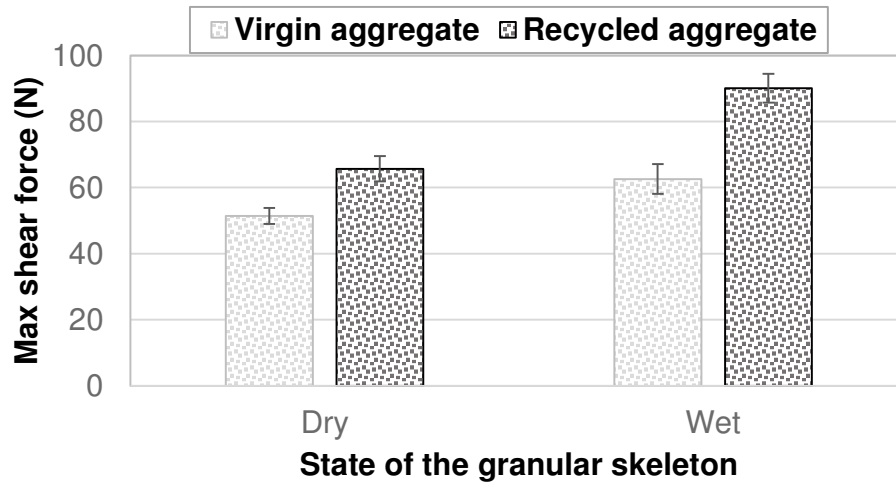 Virgin aggregate Recycled aggregate
Max shear force (N)
100
80
60
40
20
0
Dry Wet
State of the granular skeleton